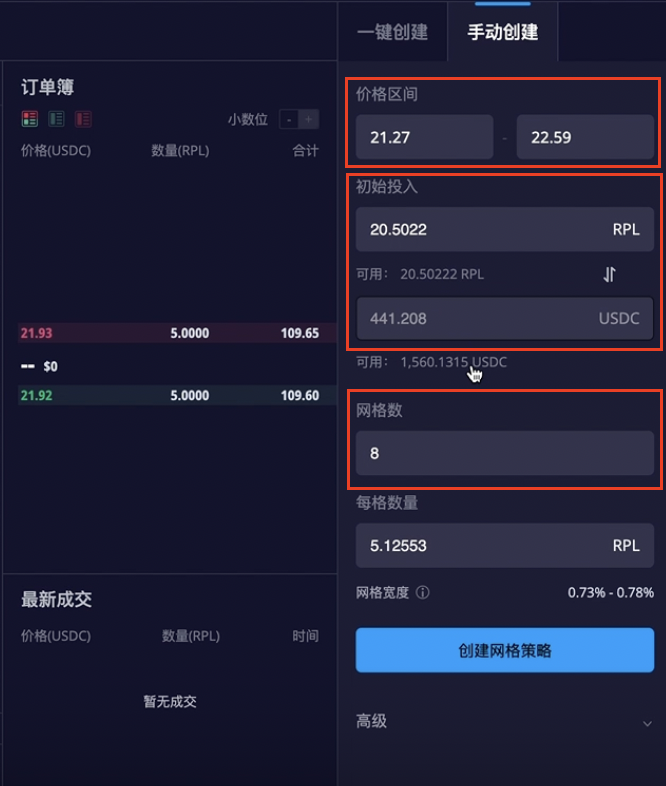 一键创建 手动创建
订单簿
小数位 - +
价格(USDC) 数量(RPL) 合计
21.93 5.0000 109.65
-- $0
21.92 5.0000 109.60
最新成交
价格(USDC) 数量(RPL) 时间
暂无成交
价格区间
21.27 - 22.59
初始投入
20.5022 RPL
可用: 20.50222 RPL
441.208 USDC
可用: 1,560.1315 USDC
网格数
8
每格数量
5.12553 RPL
网格宽度 0.73% - 0.78%
创建网格策略
高级